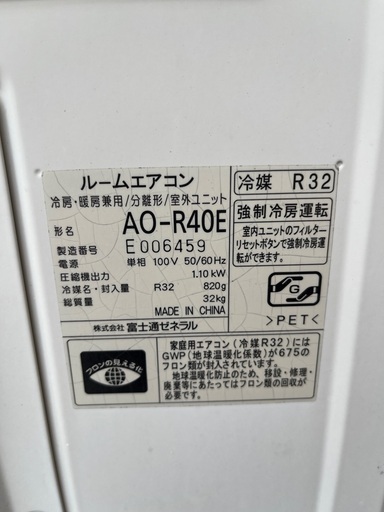 ルームエアコン
冷房・暖房兼用/分離形/室外ユニット
形名 AO-R40E
製造番号 E006459
電源 単相 100V 50/60Hz
圧縮機出力 1.10kW
冷媒名・封入量 R32 820g
総質量 32kg
MADE IN CHINA
株式会社 富士通ゼネラル
冷媒 R32
強制冷房運転
室内ユニットのフィルター
リセットボタンで強制冷房運
転ができます。
G
>PET<
フロンの見える化
家庭用エアコン(冷媒R32)には
GWP(地球温暖化係数)が675の
フロン類が封入されています。
地球温暖化防止のため、移設・修理・
廃棄等にあたってはフロン類の回収が
必要です。